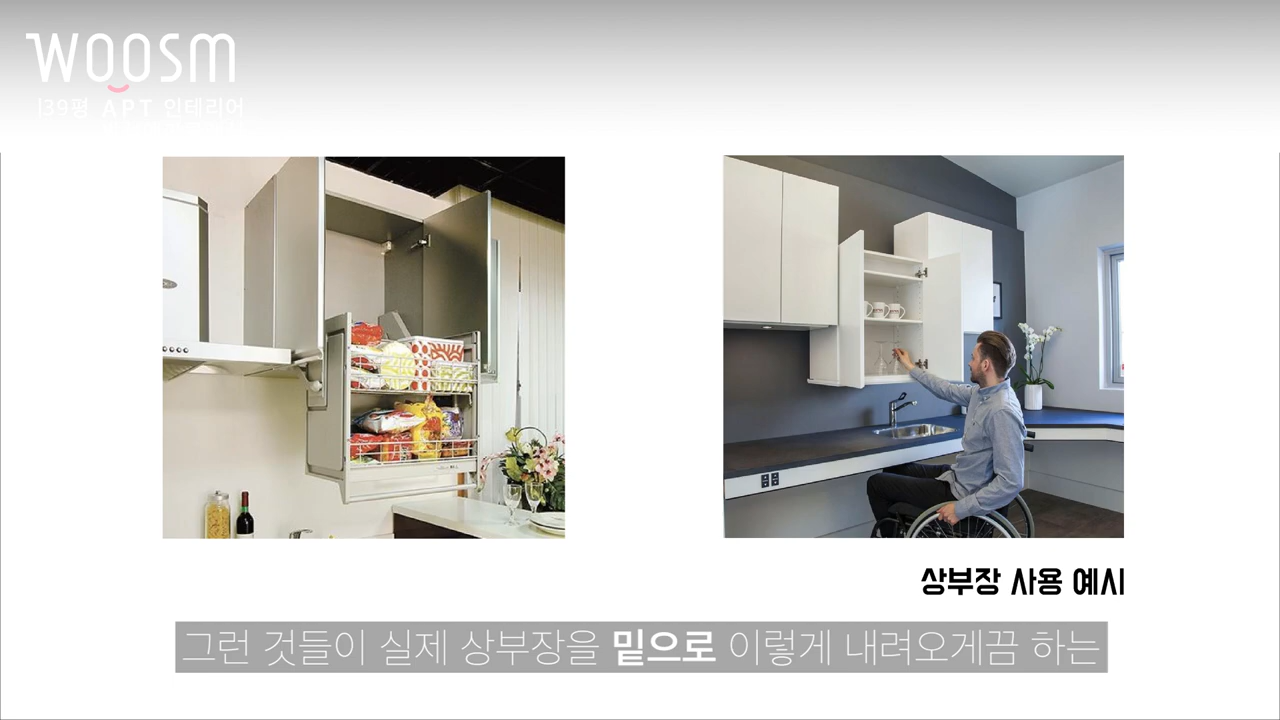 WOOSM
39평 APT 인테리어
상부장 사용 예시
그런 것들이 실제 상부장을 밑으로 이렇게 내려오게끔 하는